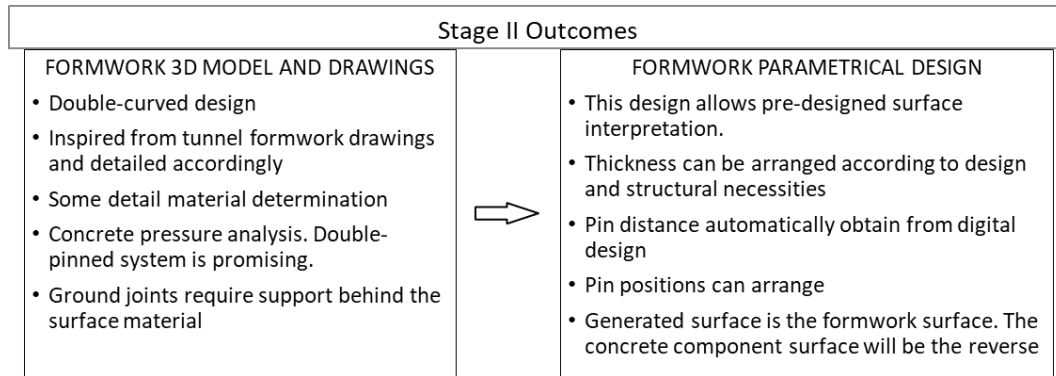 Stage II Outcomes
FORMWORK 3D MODEL AND DRAWINGS
• Double-curved design
• Inspired from tunnel formwork drawings
and detailed accordingly
• Some detail material determination
• Concrete pressure analysis. Double-
pinned system is promising.
• Ground joints require support behind the
surface material
FORMWORK PARAMETRICAL DESIGN
• This design allows pre-designed surface
interpretation.
• Thickness can be arranged according to design
and structural necessities
• Pin distance automatically obtain from digital
design
• Pin positions can arrange
• Generated surface is the formwork surface. The
concrete component surface will be the reverse